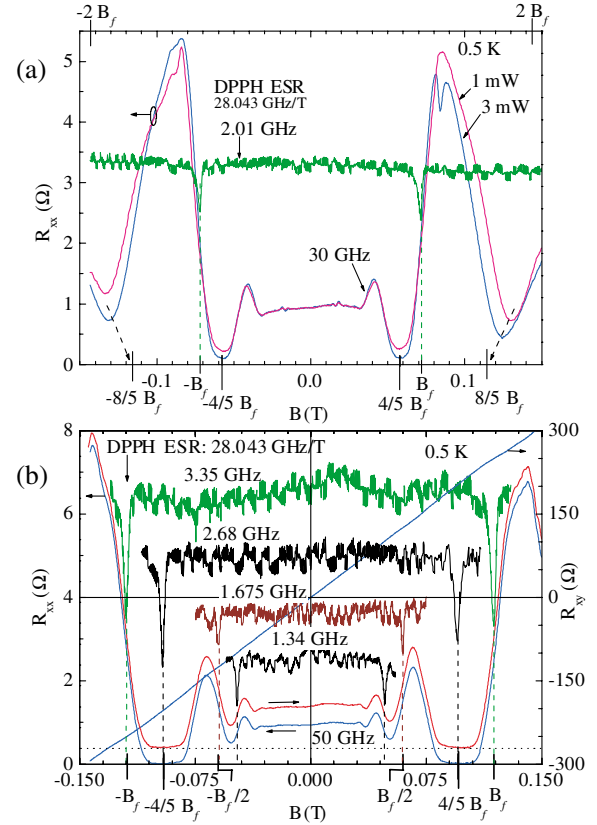 -2 B_f 2 B_f
(a)
0.5 K
DPPH ESR
28.043 GHz/T
2.01 GHz
1 mW
3 mW
30 GHz
R_xx (Ω)
5
4
3
2
1
0
-0.1 0.0 0.1
-8/5 B_f -B_f -4/5 B_f B(T) 4/5 B_f B_f 8/5 B_f
(b)
DPPH ESR: 28.043 GHz/T
0.5 K
3.35 GHz
2.68 GHz
1.675 GHz
1.34 GHz
50 GHz
R_xx (Ω)
8
6
4
2
0
R_xy (Ω)
300
200
100
0
-100
-200
-300
-0.150 -0.075 0.000 0.075 0.150
-B_f -4/5 B_f -B_f/2 B(T) B_f/2 4/5 B_f B_f